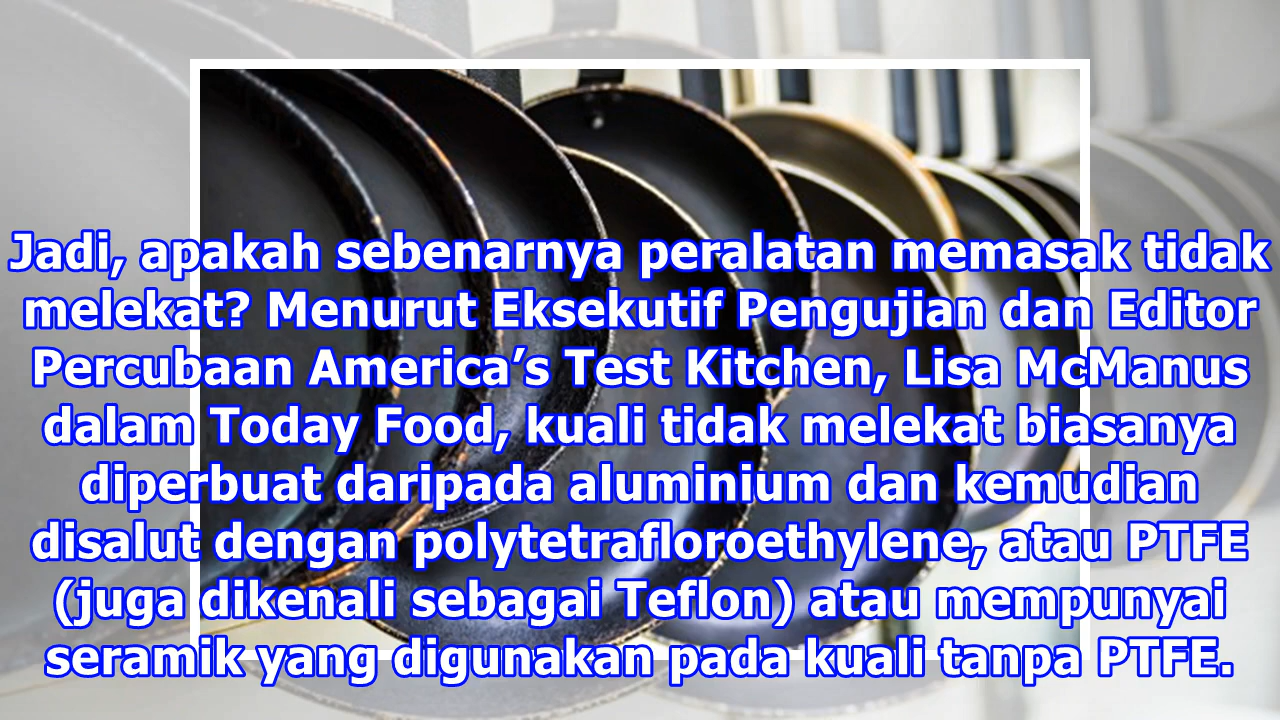 Jadi, apakah sebenarnya peralatan memasak tidak
melekat? Menurut Eksekutif Pengujian dan Editor
Percubaan America’s Test Kitchen, Lisa McManus
dalam Today Food, kuali tidak melekat biasanya
diperbuat daripada aluminium dan kemudian
disalut dengan polytetrafloroethylene, atau PTFE
(juga dikenali sebagai Teflon) atau mempunyai
seramik yang digunakan pada kuali tanpa PTFE.